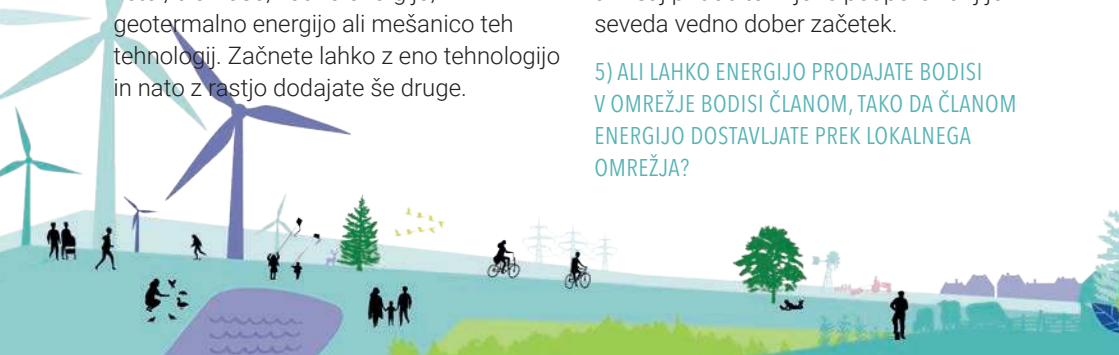 geotermalno energijo ali mešanico teh
tehnologij. Začnete lahko z eno tehnologijo
in nato z rastjo dodajate še druge.
seveda vedno dober začetek.
5) ALI LAHKO ENERGIJO PRODAJATE BODISI
V OMREŽJE BODISI ČLANOM, TAKO DA ČLANOM
ENERGIJO DOSTAVLJATE PREK LOKALNEGA
OMREŽJA?